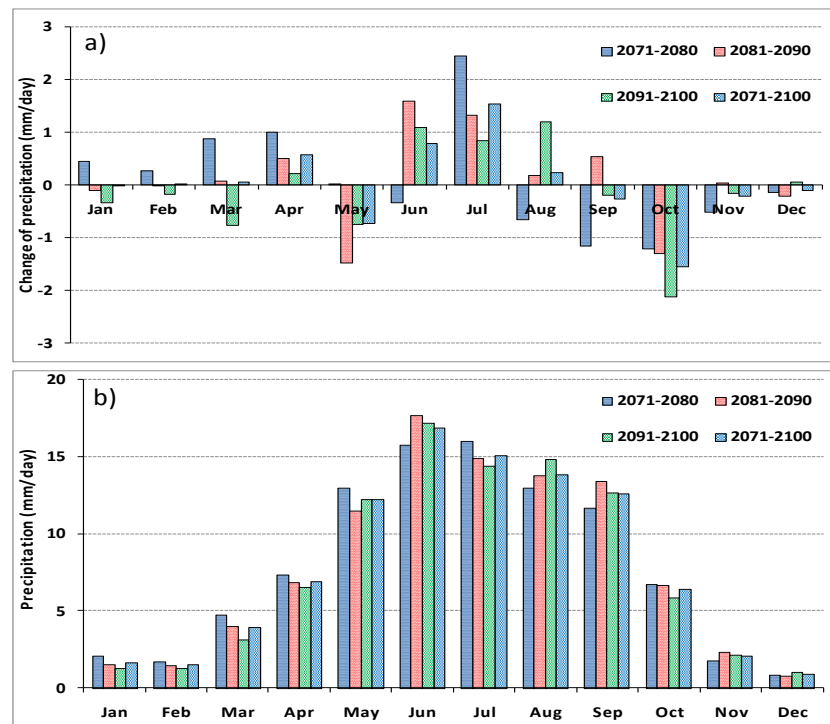 a)
2071-2080 2081-2090
2091-2100 2071-2100
Change of precipitation (mm/day)
3
2
1
0
-1
-2
-3
Jan Feb Mar Apr May Jun Jul Aug Sep Oct Nov Dec
b)
2071-2080 2081-2090
2091-2100 2071-2100
Precipitation (mm/day)
20
15
10
5
0
Jan Feb Mar Apr May Jun Jul Aug Sep Oct Nov Dec